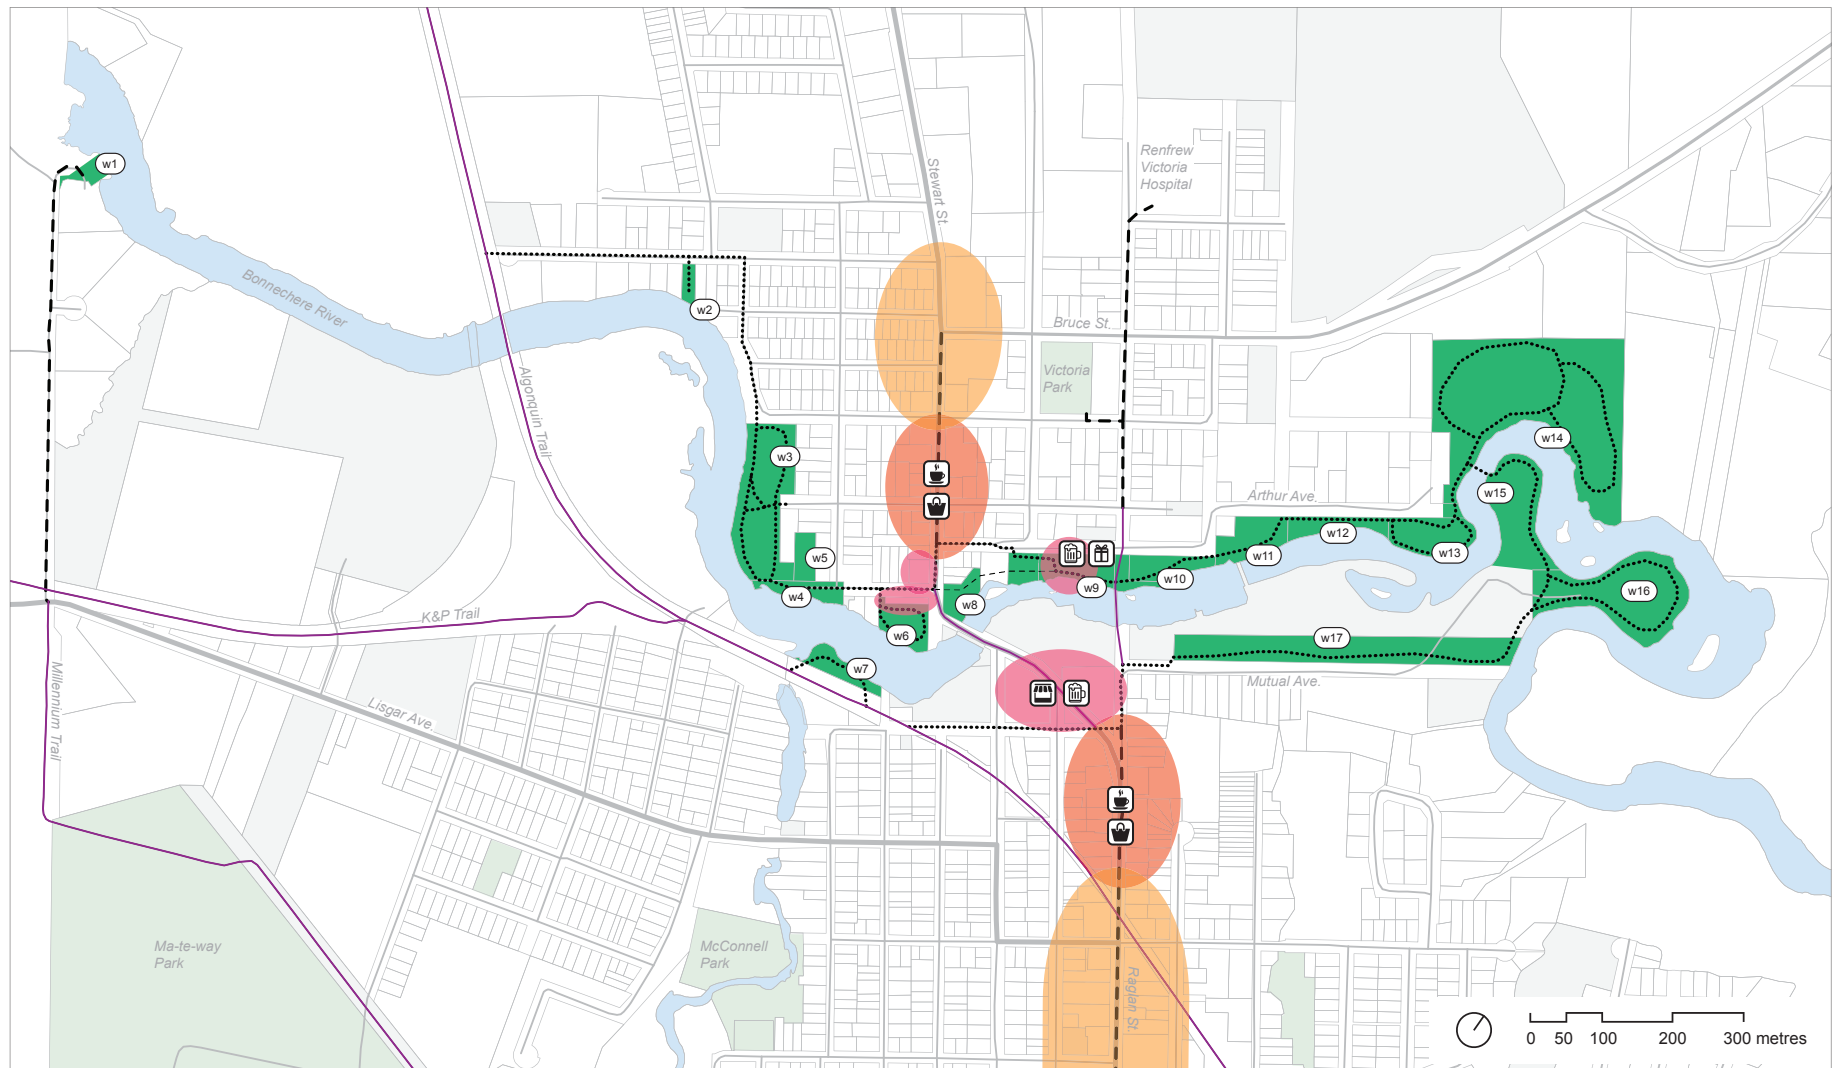 w1
Renfrew
Victoria
Hospital
Stewart St.
Bonnechere River
w2
Bruce St.
Victoria
Park
Algonquin Trail
w3
w14
w15
Arthur Ave.
w12
w13
w11
w5
w10
w9
w4
w8
w16
K&P Trail
w6
w17
w7
Mutual Ave.
Millennium Trail
Lisgar Ave.
Ma-te-way
Park
McConnell
Park
Raglan St.
0 50 100 200 300 metres